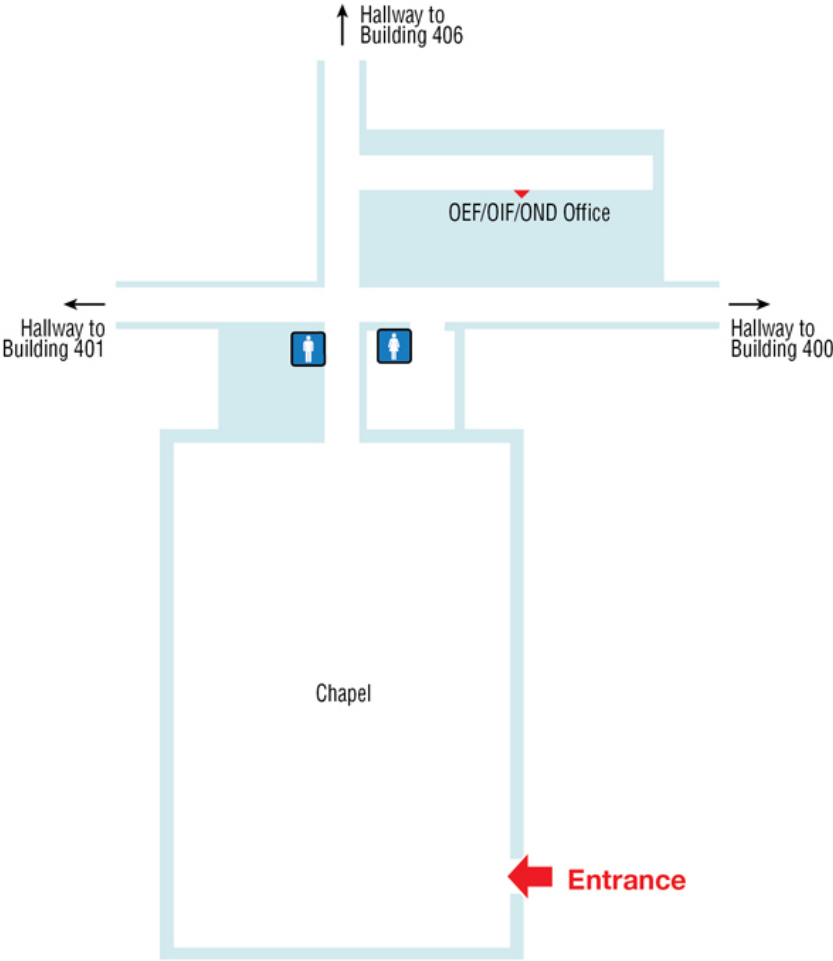 Hallway to
Building 406
OEF/OIF/OND Office
Hallway to
Building 401
Hallway to
Building 400
Chapel
Entrance